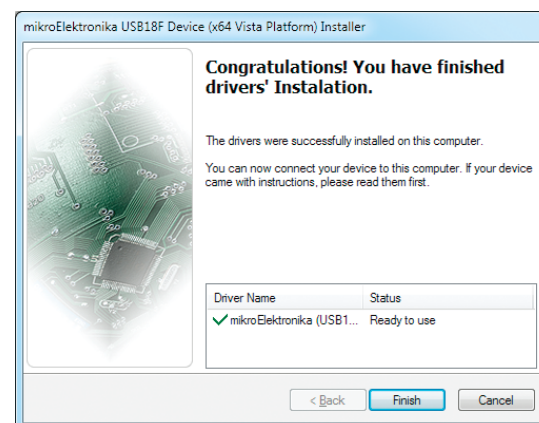 mikroElektronika USB18F Device (x64 Vista Platform) Installer
Congratulations! You have finished
drivers' Instalation.
The drivers were successfully installed on this computer.
You can now connect your device to this computer. If your device
came with instructions, please read them first.
Driver Name Status
mikroElektronika (USB1... Ready to use
< Back Finish Cancel